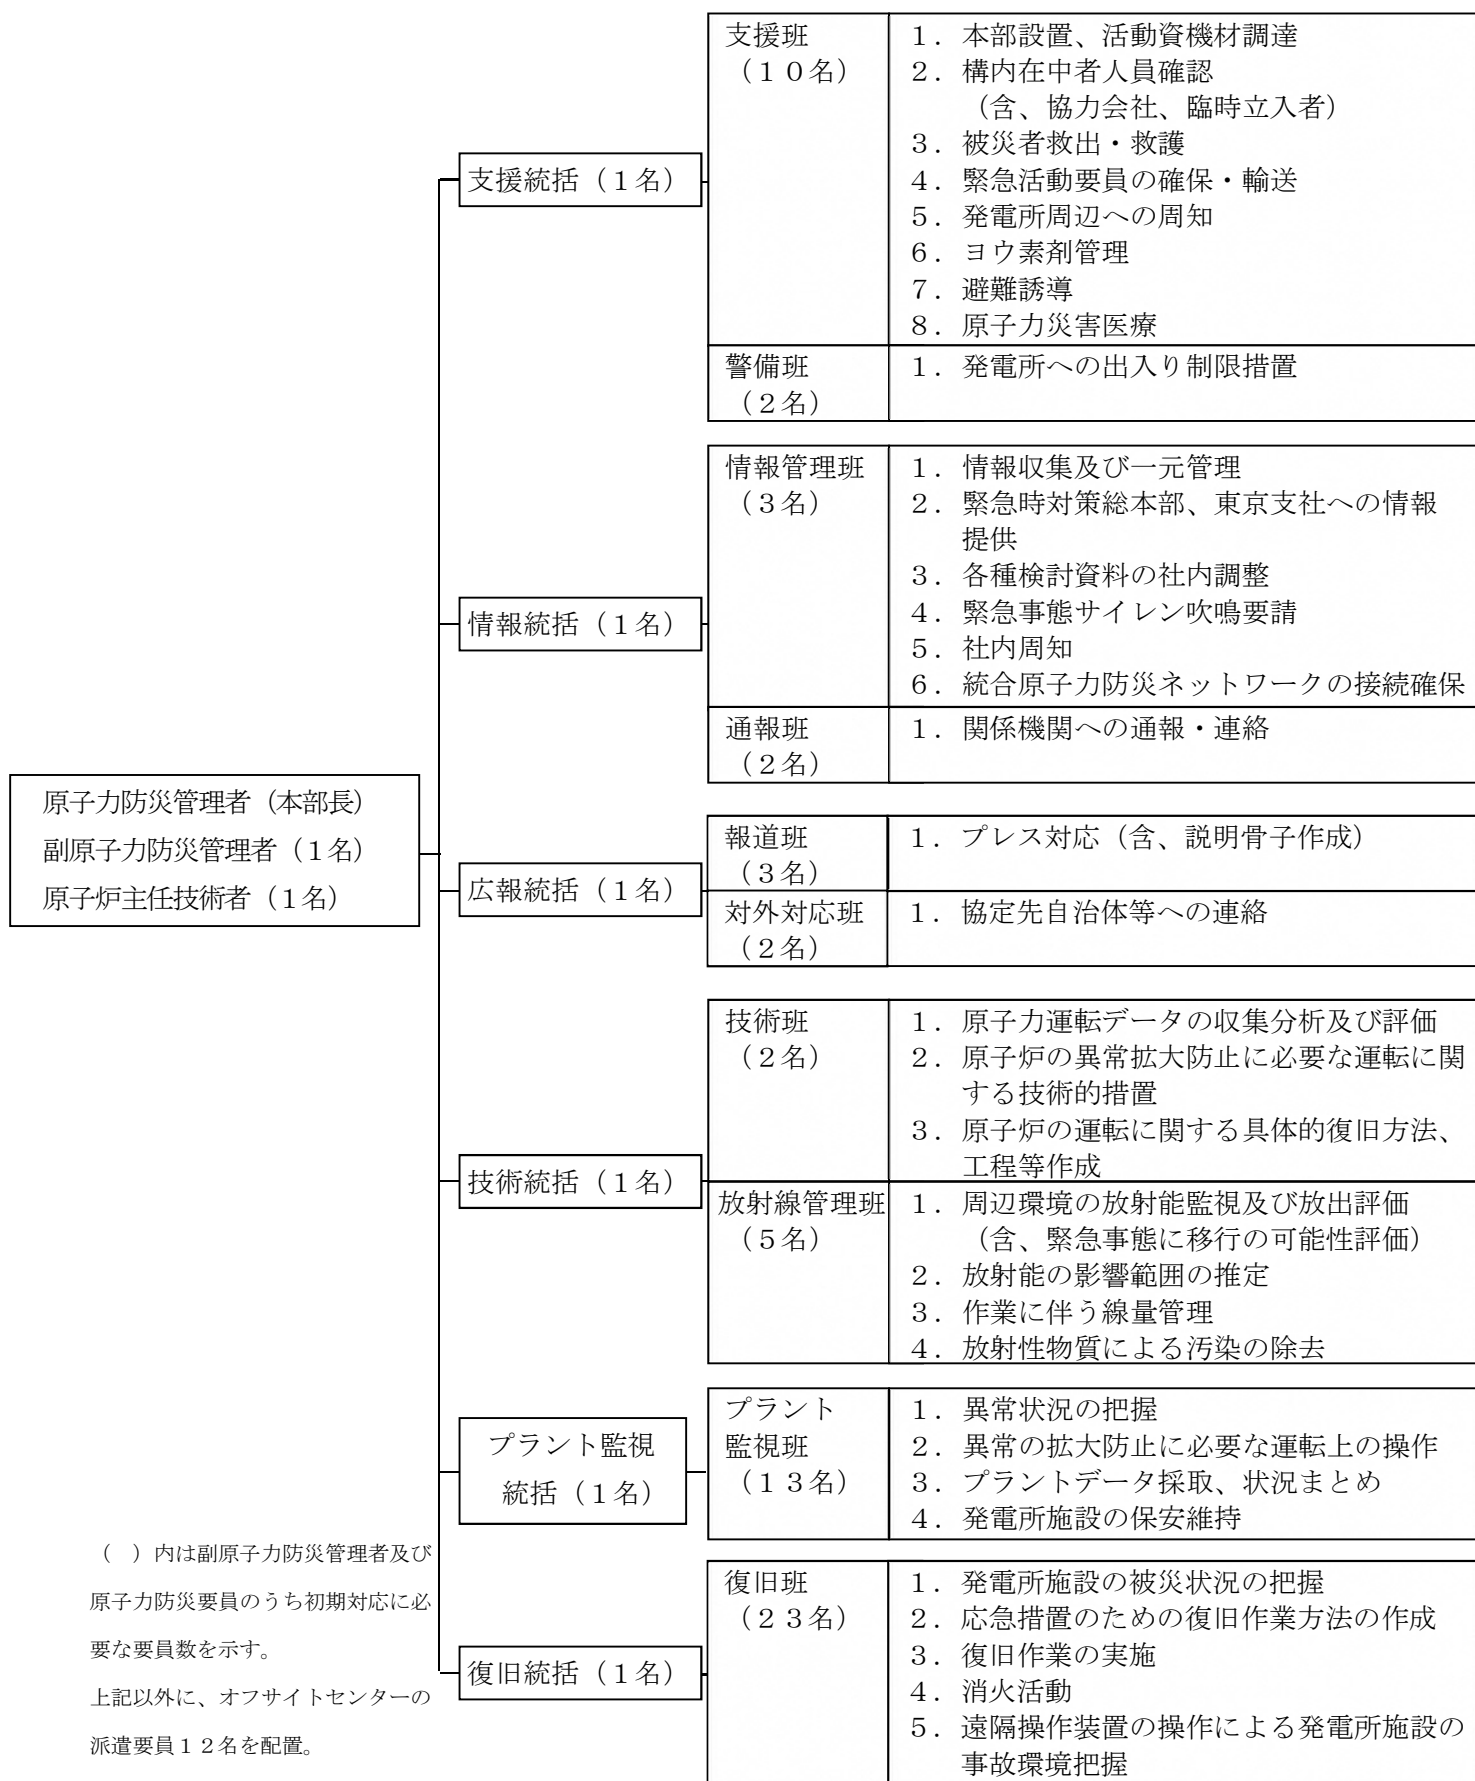 原子力防災管理者（本部長）
副原子力防災管理者（１名）
原子炉主任技術者（１名）
支援統括（１名）
支援班
（１０名）
１．本部設置、活動資機材調達
２．構内在中者人員確認
（含、協力会社、臨時立入者）
３．被災者救出・救護
４．緊急活動要員の確保・輸送
５．発電所周辺への周知
６．ヨウ素剤管理
７．避難誘導
８．原子力災害医療
警備班
（２名）
１．発電所への出入り制限措置
情報統括（１名）
情報管理班
（３名）
１．情報収集及び一元管理
２．緊急時対策総本部、東京支社への情報
提供
３．各種検討資料の社内調整
４．緊急事態サイレン吹鳴要請
５．社内周知
６．統合原子力防災ネットワークの接続確保
通報班
（２名）
１．関係機関への通報・連絡
広報統括（１名）
報道班
（３名）
１．プレス対応（含、説明骨子作成）
対外対応班
（２名）
１．協定先自治体等への連絡
技術統括（１名）
技術班
（２名）
１．原子力運転データの収集分析及び評価
２．原子炉の異常拡大防止に必要な運転に関
する技術的措置
３．原子炉の運転に関する具体的復旧方法、
工程等作成
放射線管理班
（５名）
１．周辺環境の放射能監視及び放出評価
（含、緊急事態に移行の可能性評価）
２．放射能の影響範囲の推定
３．作業に伴う線量管理
４．放射性物質による汚染の除去
プラント監視
統括（１名）
プラント
監視班
（１３名）
１．異常状況の把握
２．異常の拡大防止に必要な運転上の操作
３．プラントデータ採取、状況まとめ
４．発電所施設の保安維持
復旧統括（１名）
復旧班
（２３名）
１．発電所施設の被災状況の把握
２．応急措置のための復旧作業方法の作成
３．復旧作業の実施
４．消火活動
５．遠隔操作装置の操作による発電所施設の
事故環境把握
（　）内は副原子力防災管理者及び
原子力防災要員のうち初期対応に必
要な要員数を示す。
上記以外に、オフサイトセンターの
派遣要員１２名を配置。